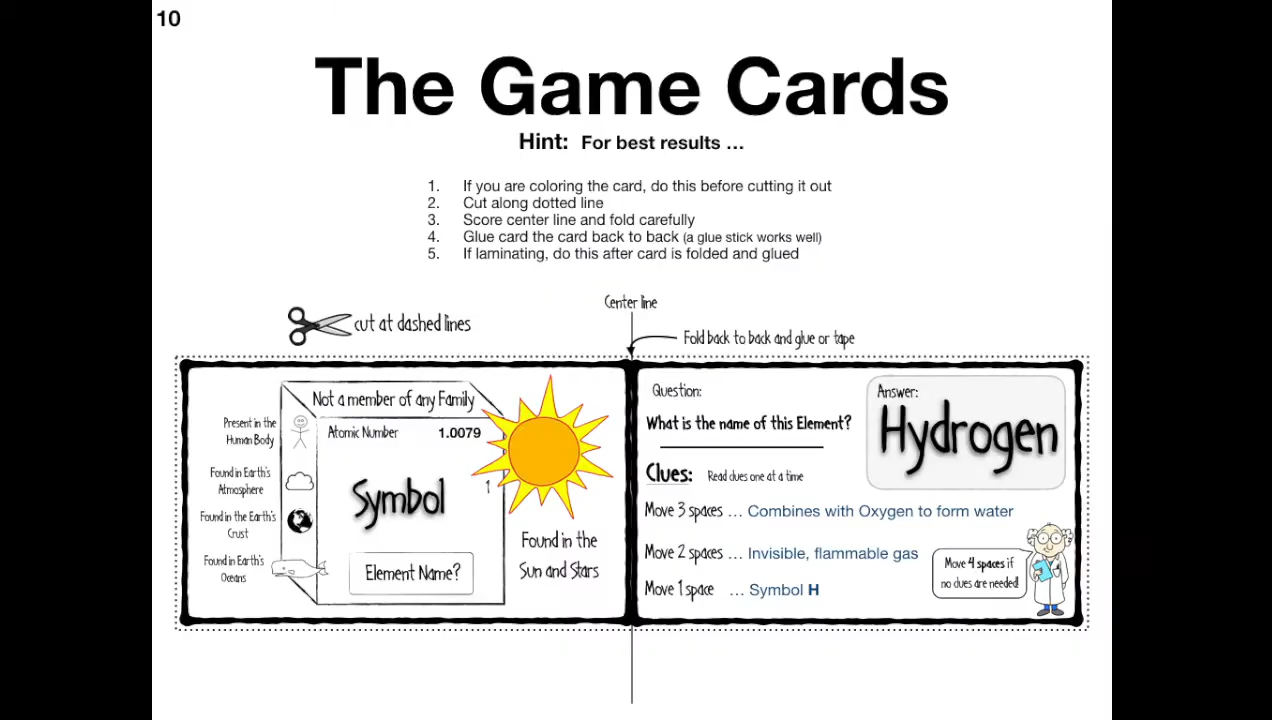 10
The Game Cards
Hint: For best results ...
1. If you are coloring the card, do this before cutting it out
2. Cut along dotted line
3. Score center line and fold carefully
4. Glue card the card back to back (a glue stick works well)
5. If laminating, do this after card is folded and glued
Center line
cut at dashed lines
Fold back to back and glue or tape
Not a member of any Family
Present in the
Human Body
Atomic Number 1.0079
Found in Earth's
Atmosphere
Symbol
1
Found in the Earth's
Crust
Found in Earth's
Oceans
Element Name?
Found in the
Sun and Stars
Question:
What is the name of this Element?
Answer:
Hydrogen
Clues: Read clues one at a time
Move 3 spaces ... Combines with Oxygen to form water
Move 2 spaces ... Invisible, flammable gas
Move 1 space ... Symbol H
Move 4 spaces if
no clues are needed!